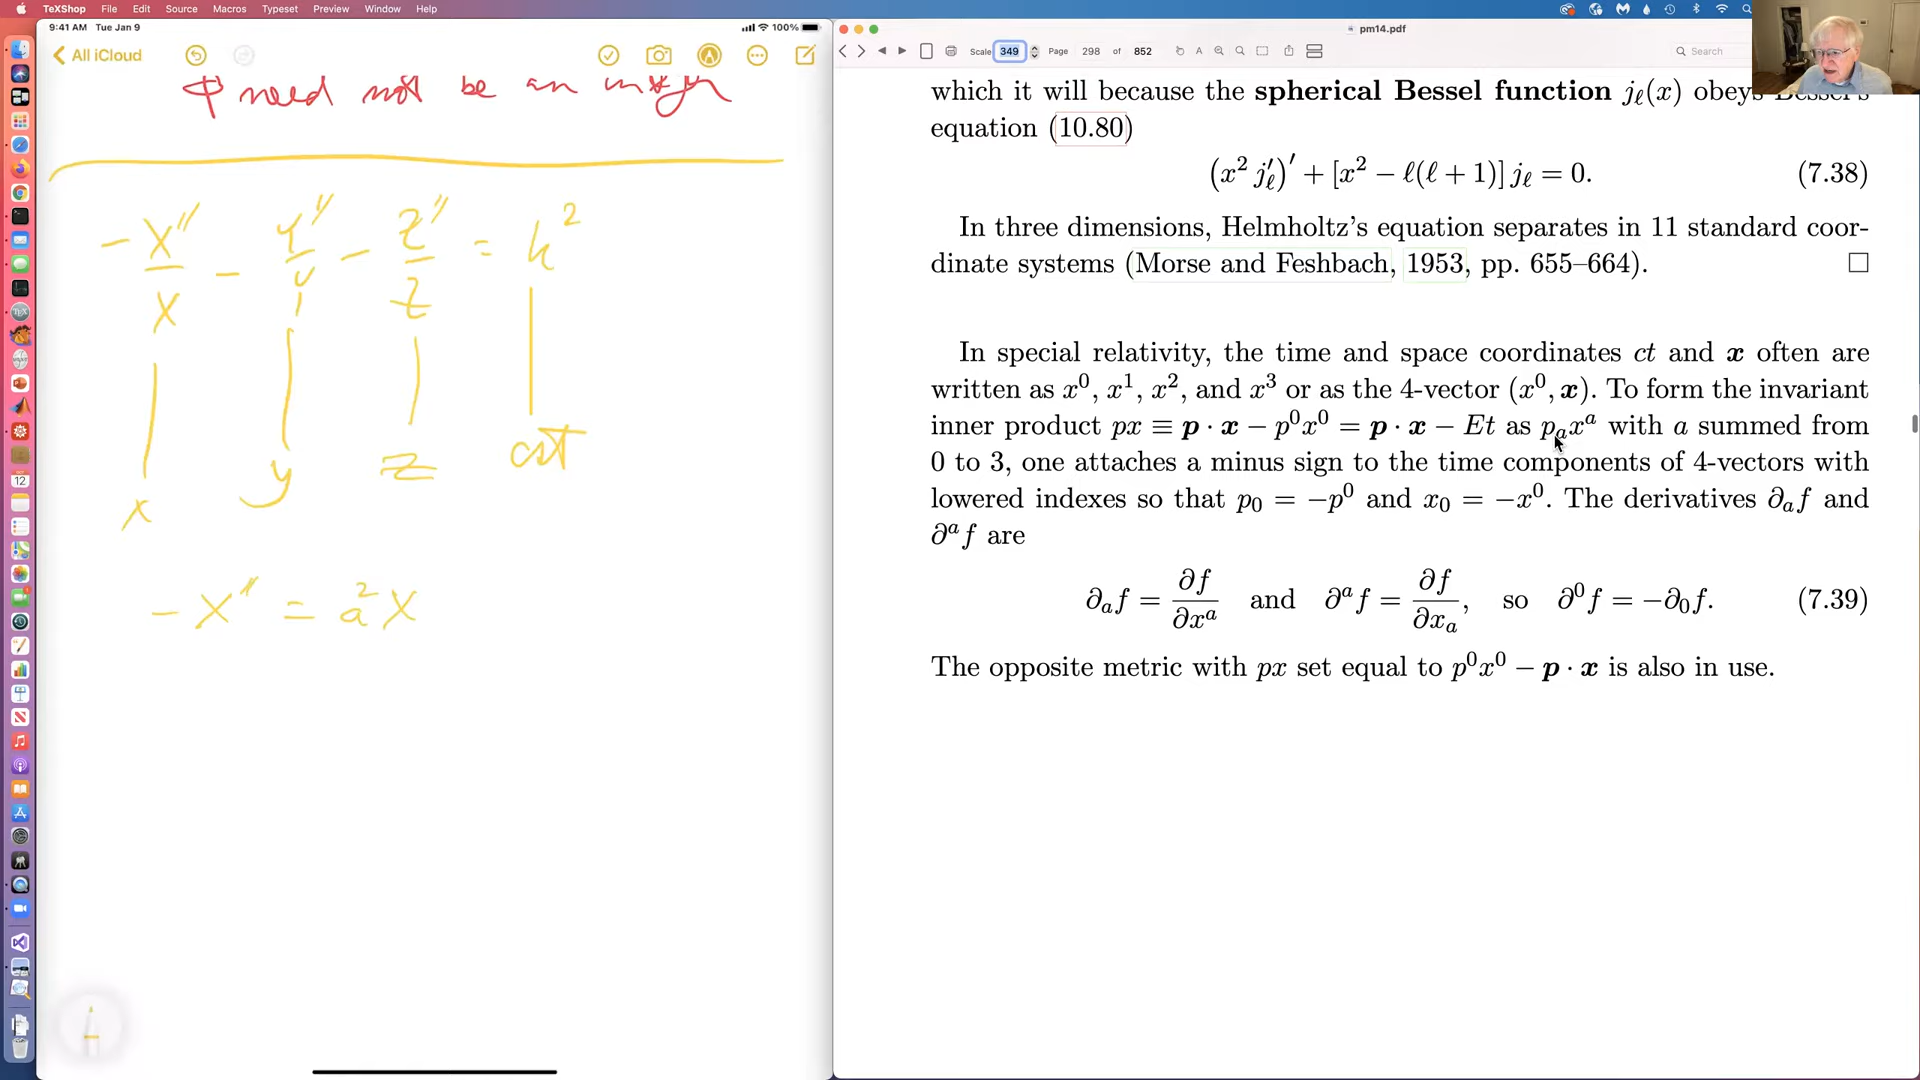 TeXShop File Edit Source Macros Typeset Preview Window Help
9:41 AM Tue Jan 9
100%
All iCloud
need not be an
- X''/X - Y''/Y - Z''/Z = k²
x y z cst
- X'' = a² X
pm14.pdf
Scale 349 Page 298 of 852
Search
which it will because the spherical Bessel function jℓ(x) obeys Bessel's
equation (10.80)
(x² j′ℓ)′ + [x² − ℓ(ℓ + 1)] jℓ = 0. (7.38)
In three dimensions, Helmholtz's equation separates in 11 standard coor-
dinate systems (Morse and Feshbach, 1953, pp. 655–664). □
In special relativity, the time and space coordinates ct and x often are
written as x⁰, x¹, x², and x³ or as the 4-vector (x⁰, x). To form the invariant
inner product px ≡ p · x − p⁰x⁰ = p · x − Et as pₐxᵃ with a summed from
0 to 3, one attaches a minus sign to the time components of 4-vectors with
lowered indexes so that p₀ = −p⁰ and x₀ = −x⁰. The derivatives ∂ₐf and
∂ᵃf are
∂ₐf = ∂f/∂xᵃ and ∂ᵃf = ∂f/∂xₐ, so ∂⁰f = −∂₀f. (7.39)
The opposite metric with px set equal to p⁰x⁰ − p · x is also in use.